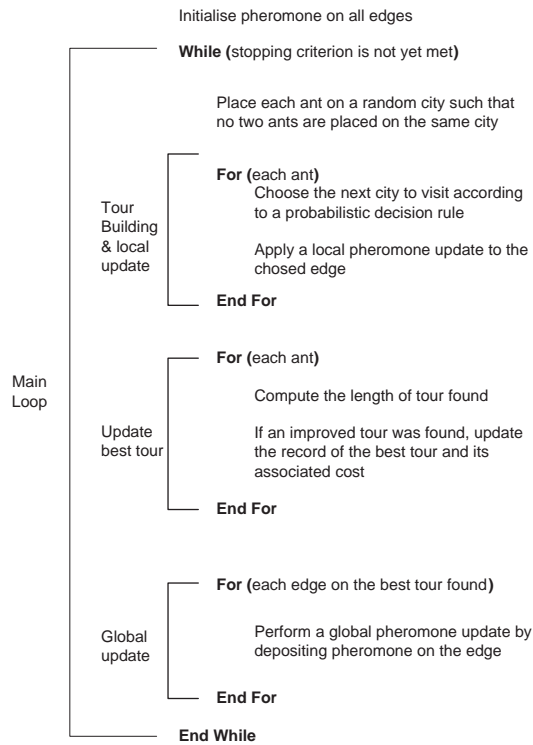 Initialise pheromone on all edges
While (stopping criterion is not yet met)
Place each ant on a random city such that
no two ants are placed on the same city
Tour
Building
& local
update
For (each ant)
Choose the next city to visit according
to a probabilistic decision rule
Apply a local pheromone update to the
chosed edge
End For
Main
Loop
Update
best tour
For (each ant)
Compute the length of tour found
If an improved tour was found, update
the record of the best tour and its
associated cost
End For
Global
update
For (each edge on the best tour found)
Perform a global pheromone update by
depositing pheromone on the edge
End For
End While